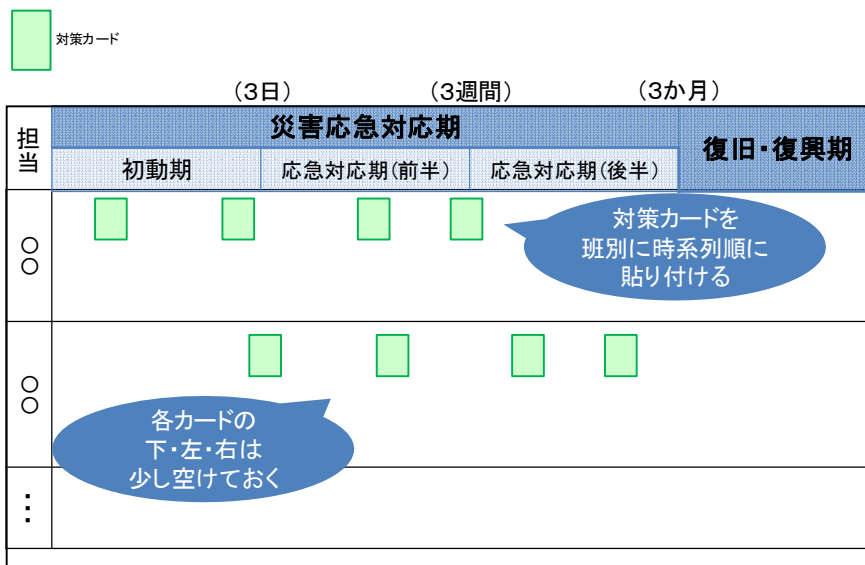 対策カード
(3日)
(3週間)
(3か月)
担当
災害応急対応期
復旧・復興期
初動期
応急対応期(前半)
応急対応期(後半)
○○
対策カードを
班別に時系列順に
貼り付ける
○○
各カードの
下・左・右は
少し空けておく
⋮